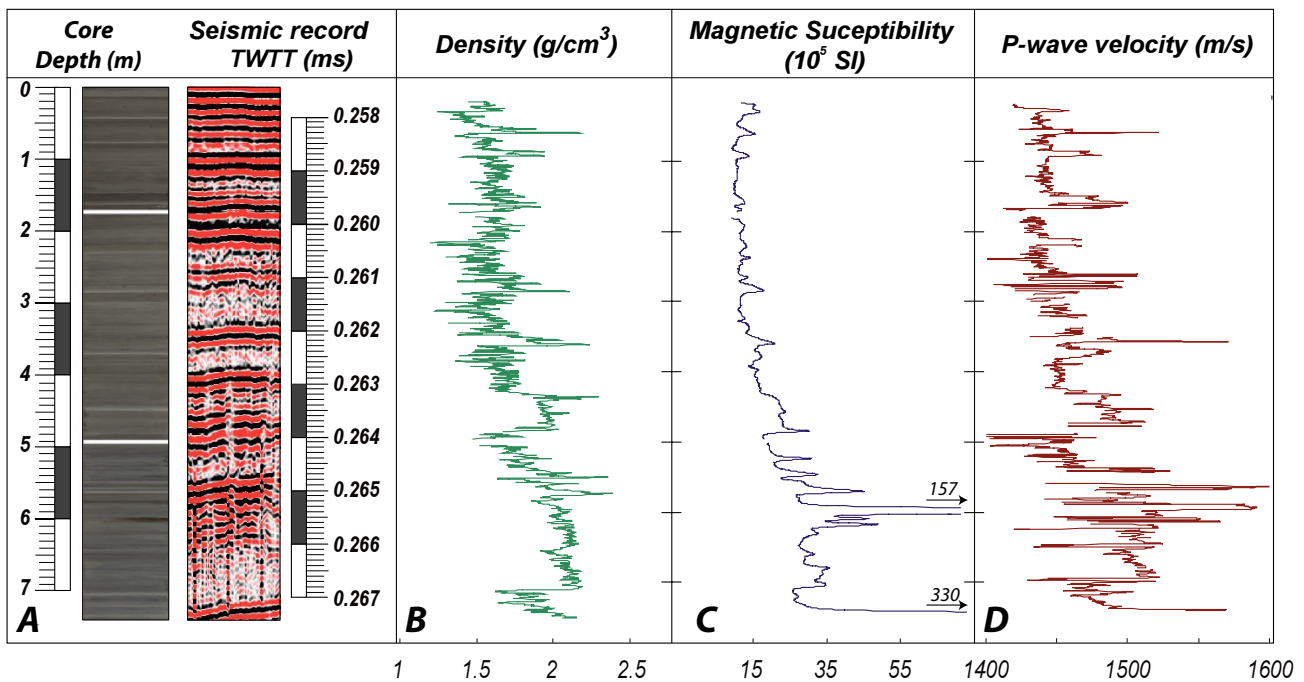 Core
Depth (m)
Seismic record
TWTT (ms)
Density (g/cm³)
Magnetic Suceptibility
(10⁵ SI)
P-wave velocity (m/s)
0
1
2
3
4
5
6
7
0.258
0.259
0.260
0.261
0.262
0.263
0.264
0.265
0.266
0.267
157
330
A
B
C
D
1
1.5
2
2.5
15
35
55
1400
1500
1600